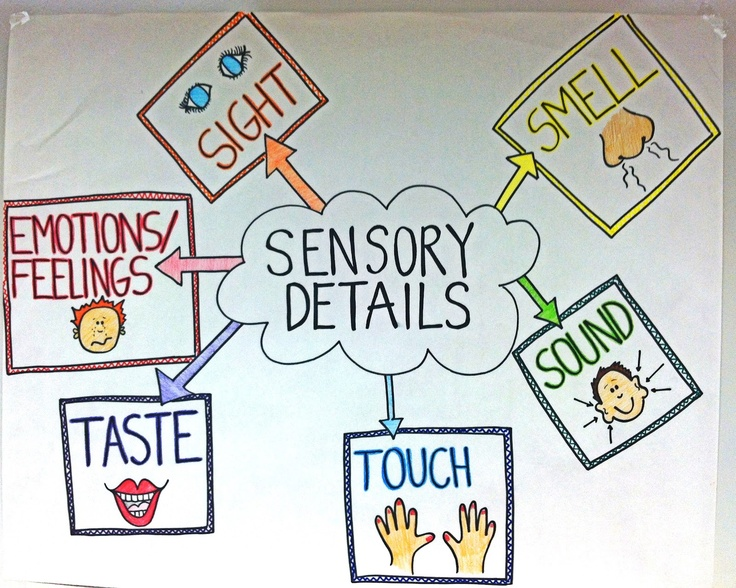 SENSORY
DETAILS
SIGHT
SMELL
EMOTIONS/
FEELINGS
SOUND
TASTE
TOUCH